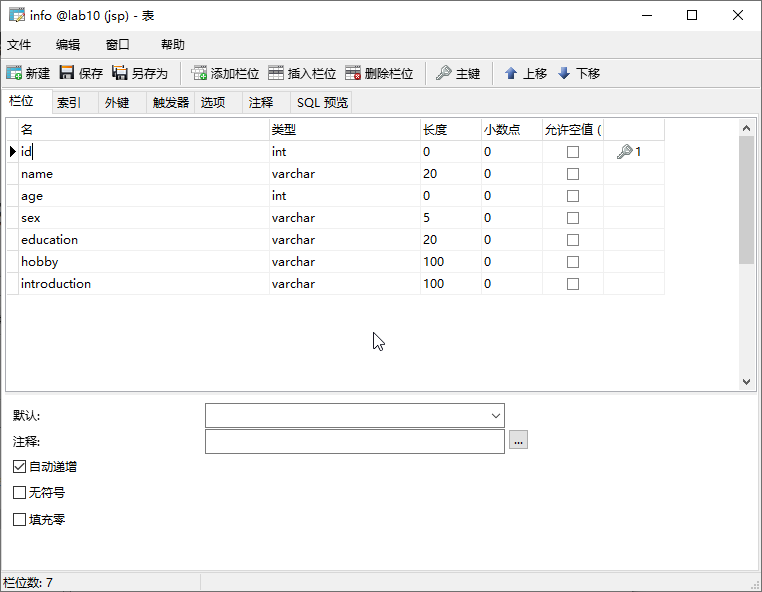 info @lab10 (jsp) - 表
文件 编辑 窗口 帮助
新建 保存 另存为 添加栏位 插入栏位 删除栏位 主键 上移 下移
栏位 索引 外键 触发器 选项 注释 SQL 预览
名 类型 长度 小数点 允许空值 (
id int 0 0 1
name varchar 20 0
age int 0 0
sex varchar 5 0
education varchar 20 0
hobby varchar 100 0
introduction varchar 100 0
默认:
注释: ...
自动递增
无符号
填充零
栏位数: 7